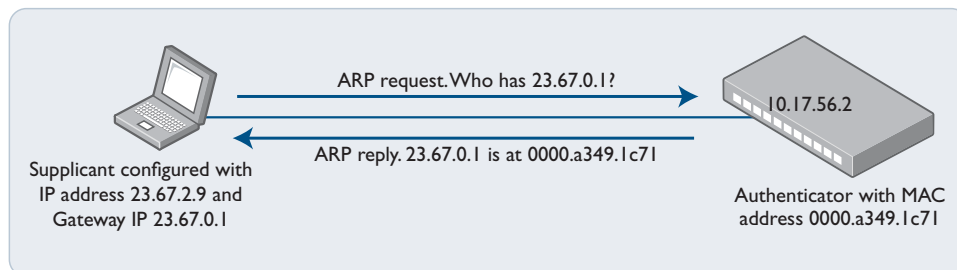 ARP request. Who has 23.67.0.1?
10.17.56.2
ARP reply. 23.67.0.1 is at 0000.a349.1c71
Supplicant configured with
IP address 23.67.2.9 and
Gateway IP 23.67.0.1
Authenticator with MAC
address 0000.a349.1c71